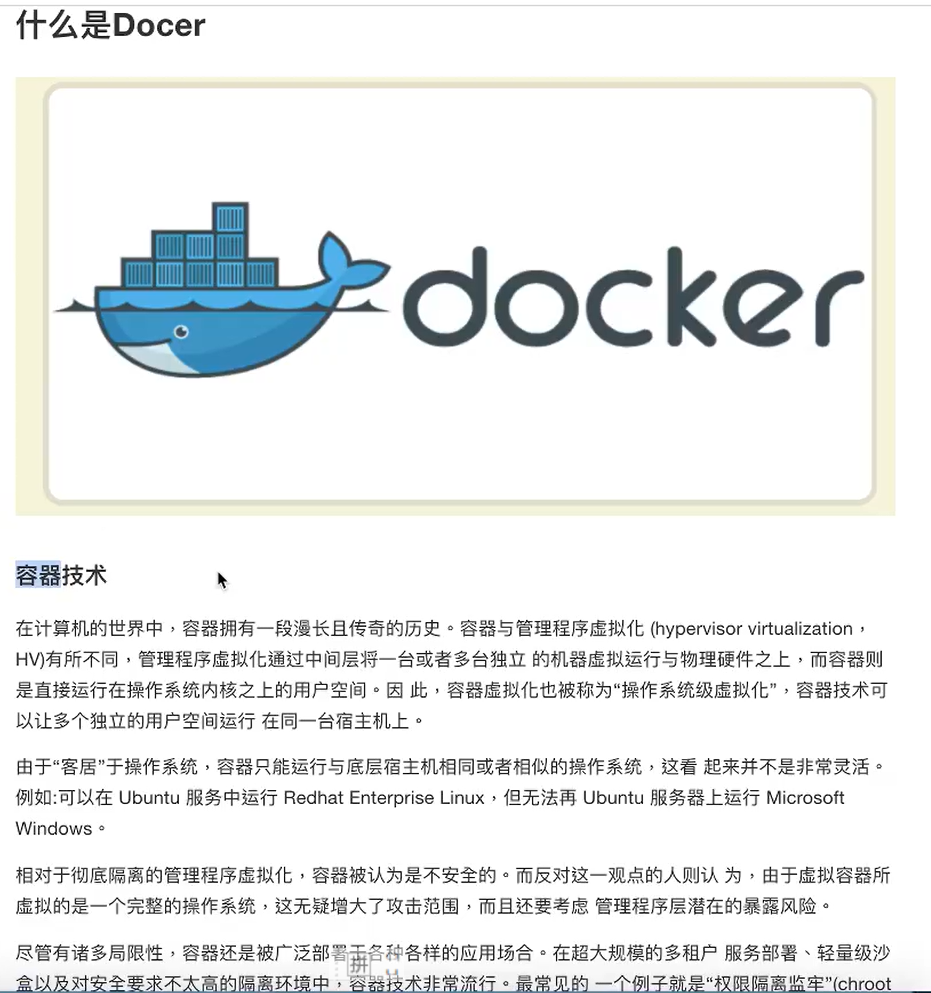 什么是Docer
docker
容器技术
在计算机的世界中，容器拥有一段漫长且传奇的历史。容器与管理程序虚拟化 (hypervisor virtualization，
HV)有所不同，管理程序虚拟化通过中间层将一台或者多台独立 的机器虚拟运行与物理硬件之上，而容器则
是直接运行在操作系统内核之上的用户空间。因 此，容器虚拟化也被称为“操作系统级虚拟化”，容器技术可
以让多个独立的用户空间运行 在同一台宿主机上。
由于“客居”于操作系统，容器只能运行与底层宿主机相同或者相似的操作系统，这看 起来并不是非常灵活。
例如:可以在 Ubuntu 服务中运行 Redhat Enterprise Linux，但无法再 Ubuntu 服务器上运行 Microsoft
Windows。
相对于彻底隔离的管理程序虚拟化，容器被认为是不安全的。而反对这一观点的人则认 为，由于虚拟容器所
虚拟的是一个完整的操作系统，这无疑增大了攻击范围，而且还要考虑 管理程序层潜在的暴露风险。
尽管有诸多局限性，容器还是被广泛部署于各种各样的应用场合。在超大规模的多租户 服务部署、轻量级沙
盒以及对安全要求不太高的隔离环境中，容器技术非常流行。最常见的 一个例子就是“权限隔离监牢”(chroot
拼